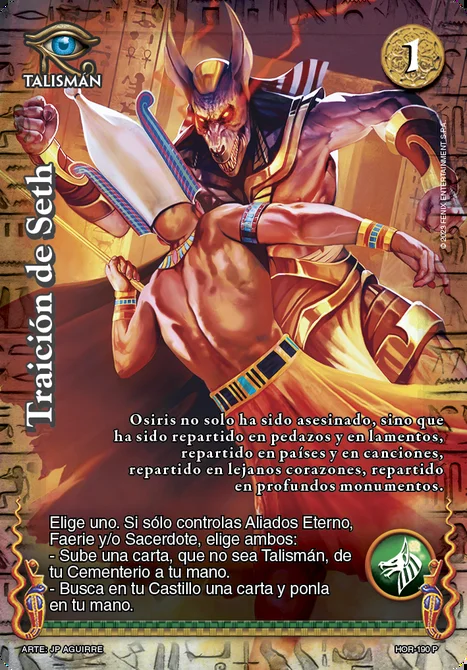 TALISMÁN
1
© 2023 FENIX ENTERTAINMENT S.P.A.
Traición de Seth
Osiris no solo ha sido asesinado, sino que
ha sido repartido en pedazos y en lamentos,
repartido en países y en canciones,
repartido en lejanos corazones, repartido
en profundos monumentos.
Elige uno. Si sólo controlas Aliados Eterno,
Faerie y/o Sacerdote, elige ambos:
- Sube una carta, que no sea Talismán, de
tu Cementerio a tu mano.
- Busca en tu Castillo una carta y ponla
en tu mano.
ARTE: JP AGUIRRE
HOR-190 P